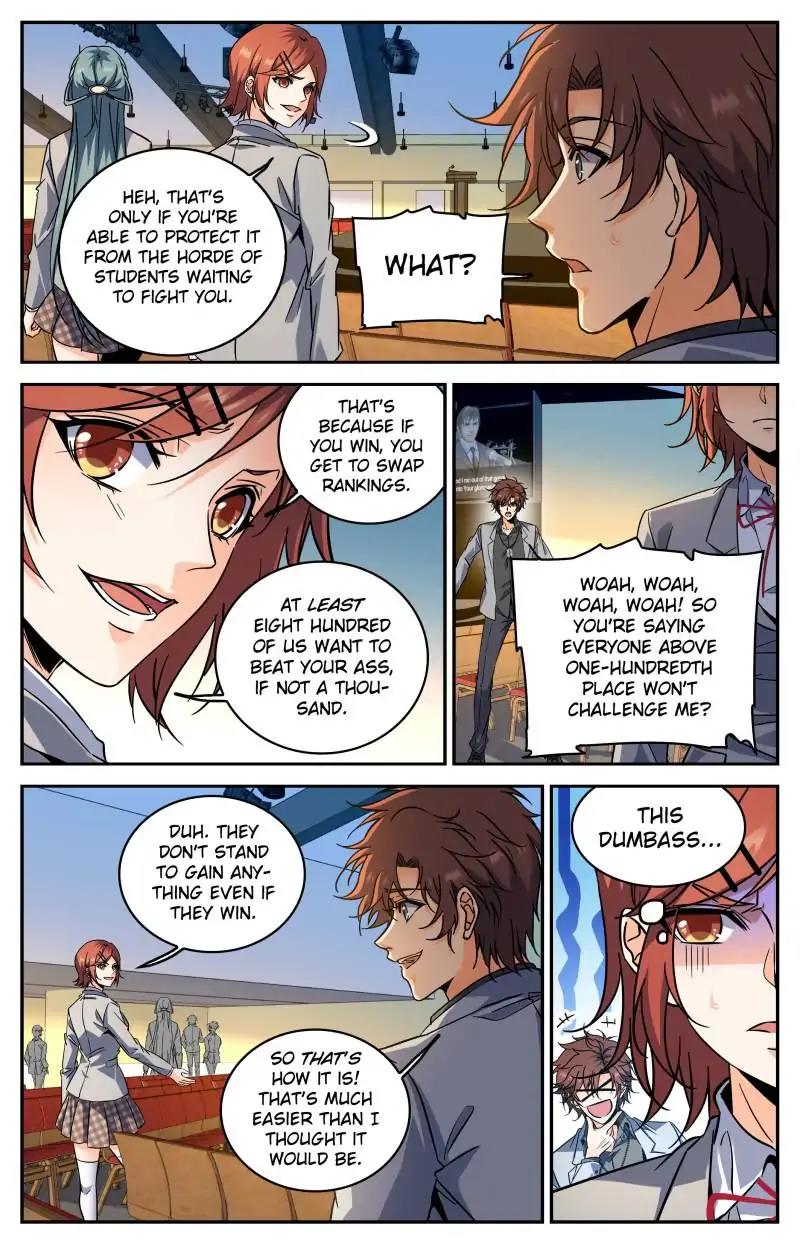 HEH, THAT'S
ONLY IF YOU'RE
ABLE TO PROTECT IT
FROM THE HORDE OF
STUDENTS WAITING
TO FIGHT YOU.
WHAT?
THAT'S
BECAUSE IF
YOU WIN, YOU
GET TO SWAP
RANKINGS.
AT LEAST
EIGHT HUNDRED
OF US WANT TO
BEAT YOUR ASS,
IF NOT A THOU-
SAND.
WOAH, WOAH,
WOAH, WOAH! SO
YOU'RE SAYING
EVERYONE ABOVE
ONE-HUNDREDTH
PLACE WON'T
CHALLENGE ME?
DUH. THEY
DON'T STAND
TO GAIN ANY-
THING EVEN IF
THEY WIN.
SO THAT'S
HOW IT IS!
THAT'S MUCH
EASIER THAN I
THOUGHT IT
WOULD BE.
THIS
DUMBASS...